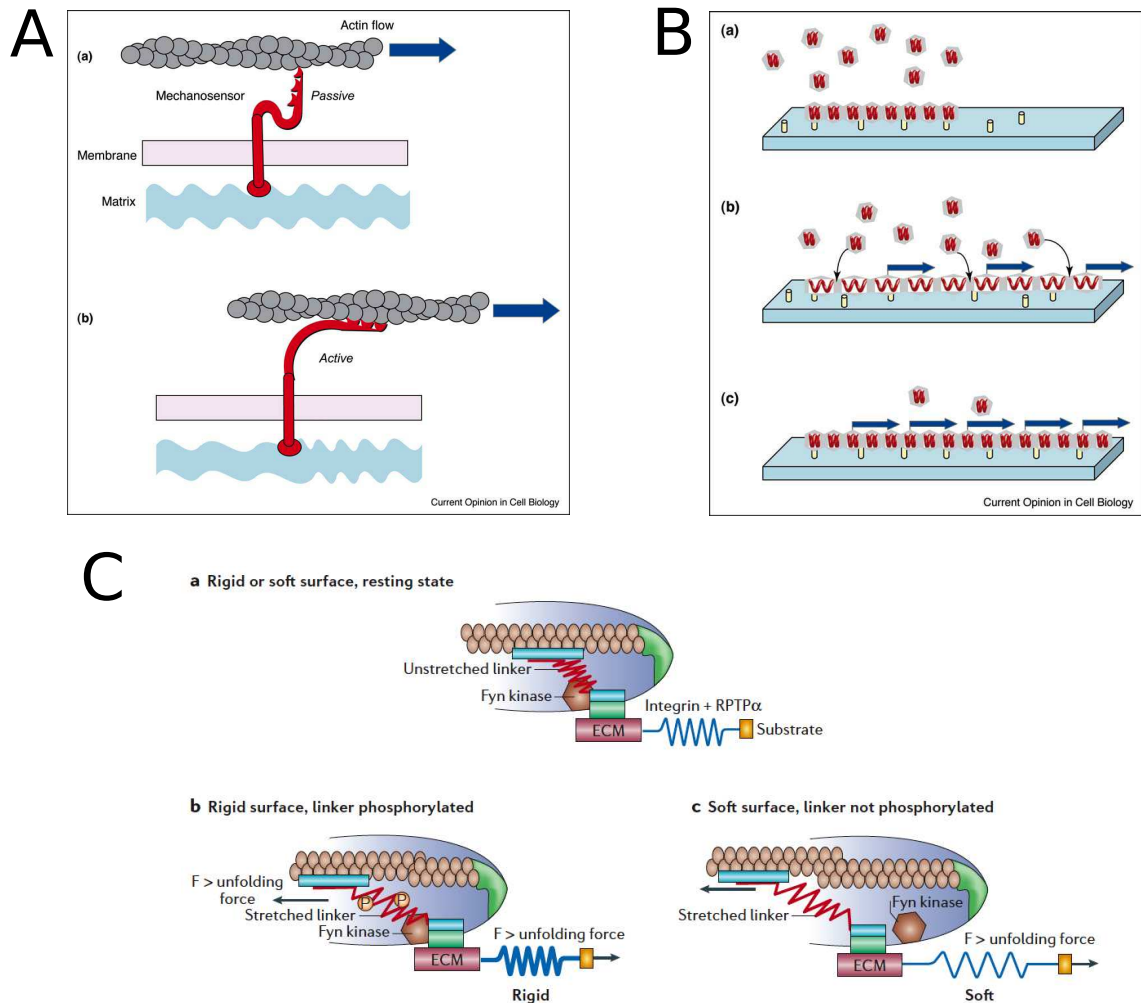 A
(a)
Actin flow
Mechanosensor
Passive
Membrane
Matrix
(b)
Active
Current Opinion in Cell Biology
B
(a)
(b)
(c)
Current Opinion in Cell Biology
C
a Rigid or soft surface, resting state
Unstretched linker
Fyn kinase
Integrin + RPTPα
ECM
Substrate
b Rigid surface, linker phosphorylated
F > unfolding
force
P P
Stretched linker
Fyn kinase
F > unfolding force
ECM
Rigid
c Soft surface, linker not phosphorylated
Fyn kinase
Stretched linker
F > unfolding force
ECM
Soft